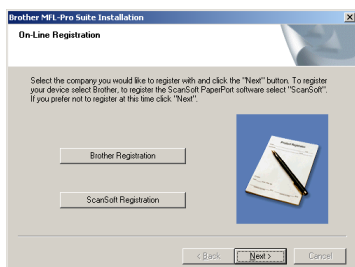 Brother MFL-Pro Suite Installation
On-Line Registration
Select the company you would like to register with and click the "Next" button. To register
your device select Brother, to register the ScanSoft PaperPort software select "ScanSoft".
If you prefer not to register at this time click "Next".
Product Registration
Brother Registration
ScanSoft Registration
< Back
Next >
Cancel